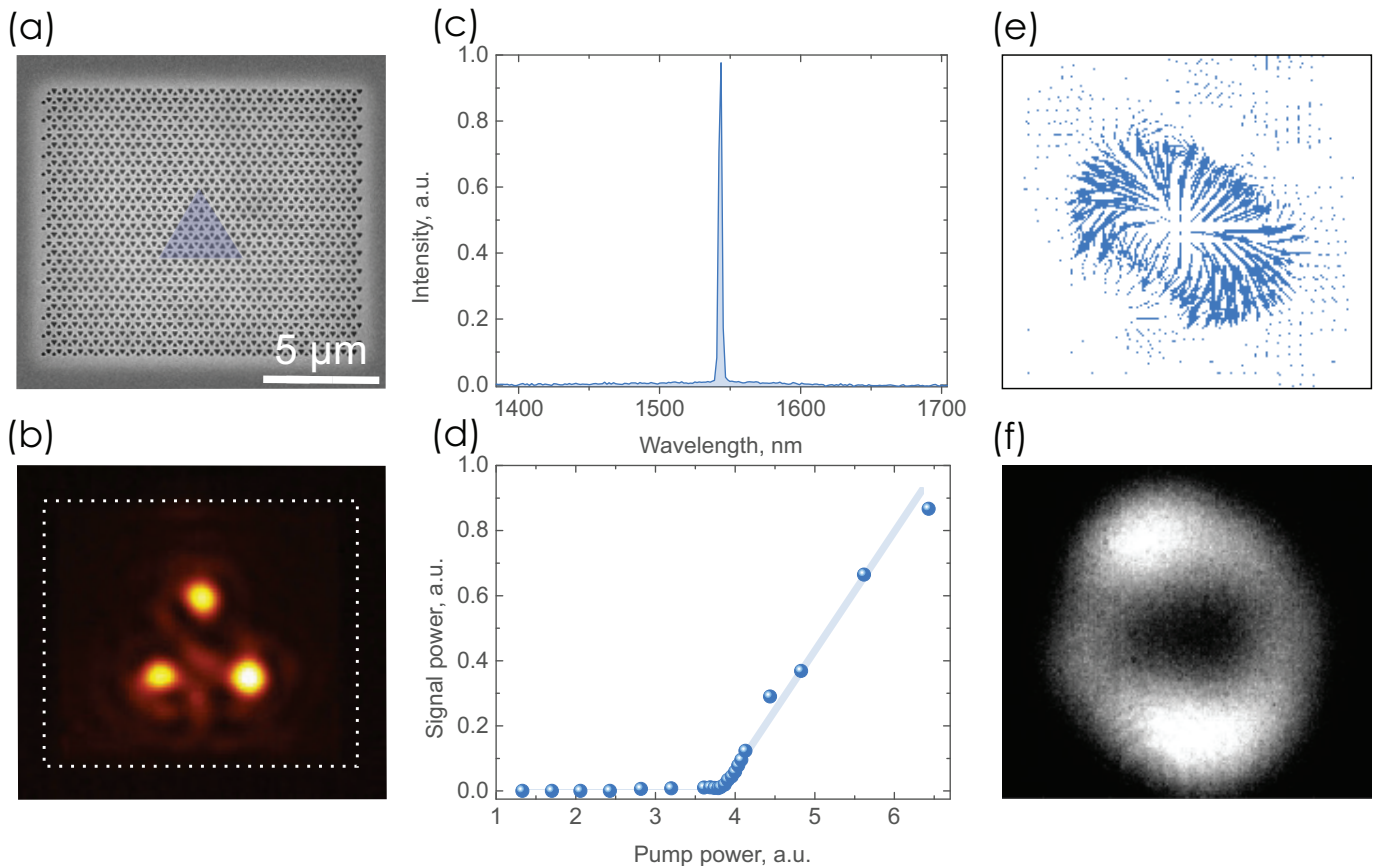 (a)
5 μm
(b)
(c)
Intensity, a.u.
1.0
0.8
0.6
0.4
0.2
0.0
1400 1500 1600 1700
Wavelength, nm
(d)
Signal power, a.u.
1.0
0.8
0.6
0.4
0.2
0.0
1 2 3 4 5 6
Pump power, a.u.
(e)
(f)